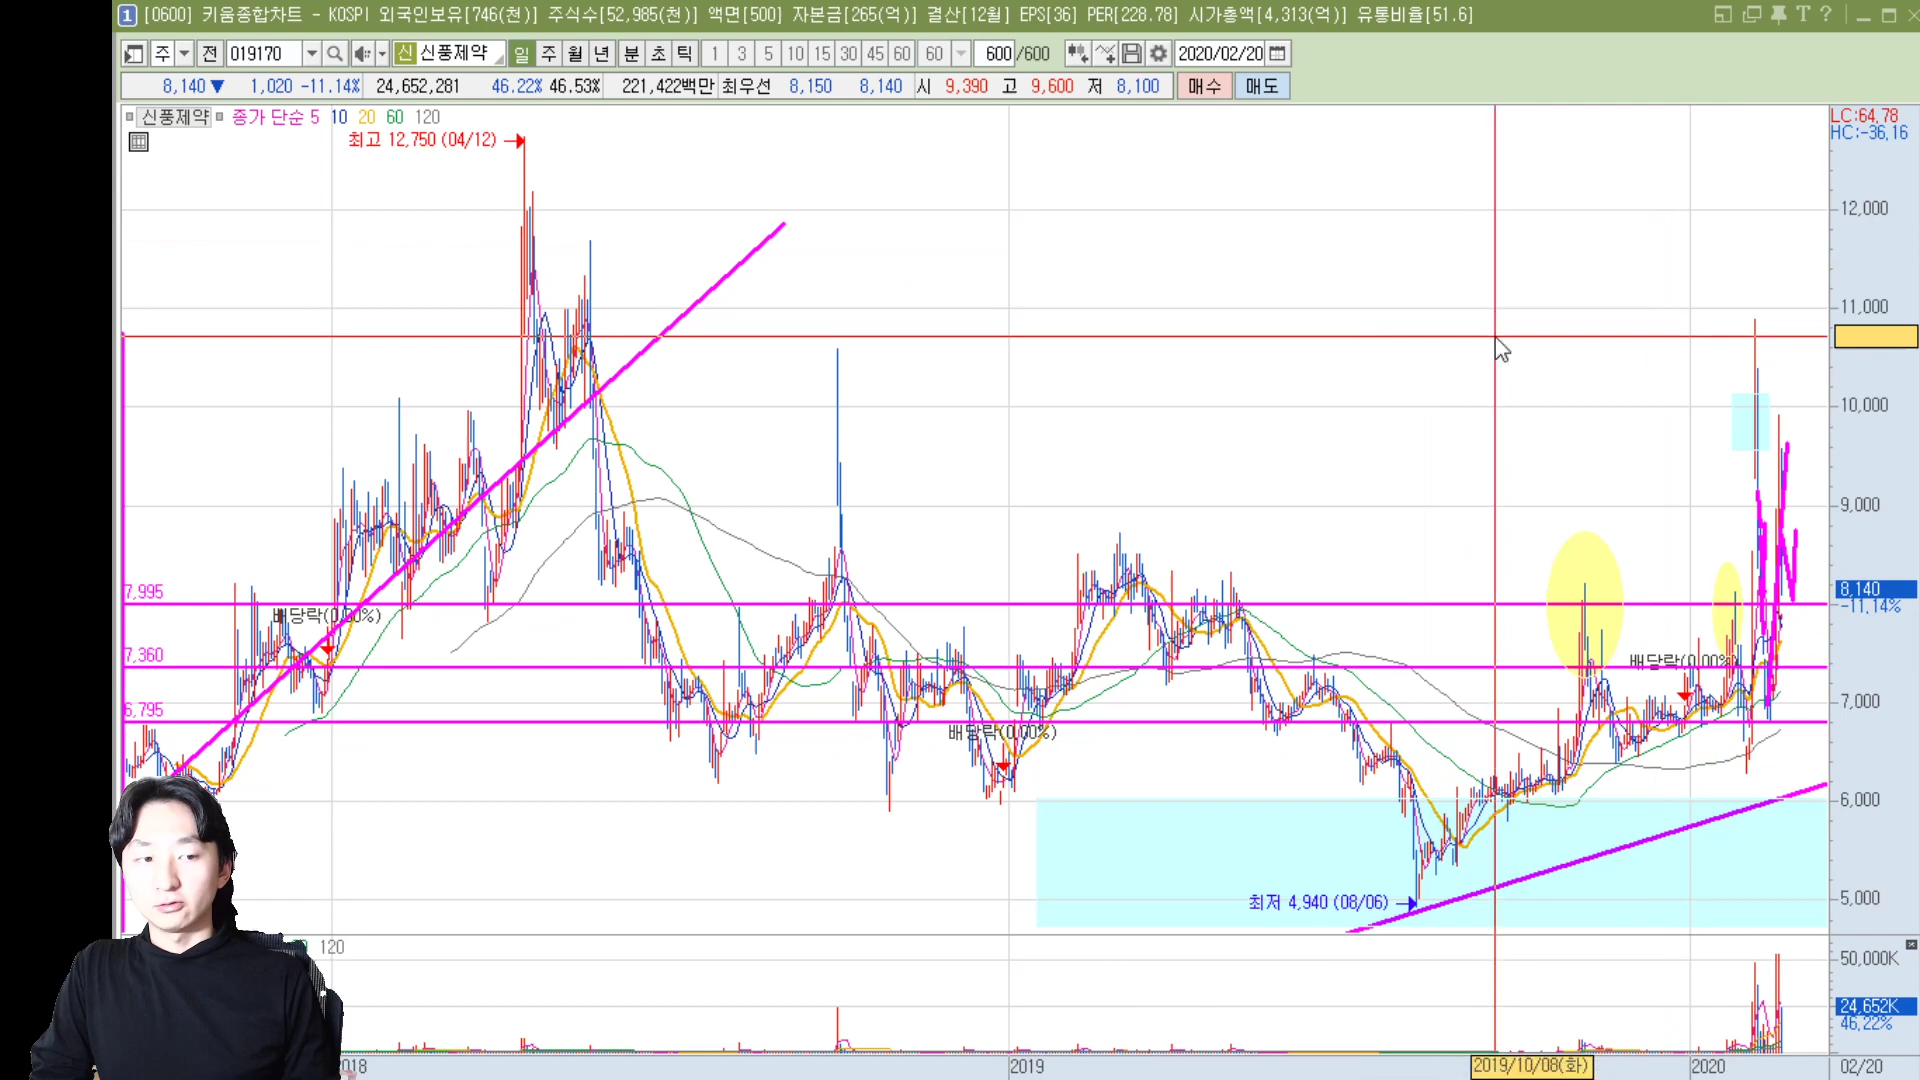 1 [0600] 키움종합차트 - KOSPI 외국인보유[746(천)] 주식수[52,985(천)] 액면[500] 자본금[265(억)] 결산[12월] EPS[36] PER[228.78] 시가총액[4,313(억)] 유통비율[51.6] T ?
주 전 019170 신 신풍제약 일 주 월 년 분 초 틱 1 3 5 10 15 30 45 60 60 600 /600 2020/02/20
8,140 ▼ 1,020 -11.14% 24,652,281 46.22% 46.53% 221,422백만 최우선 8,150 8,140 시 9,390 고 9,600 저 8,100 매수 매도
신풍제약 종가 단순 5 10 20 60 120
LC:64,78
HC:-36,16
최고 12,750 (04/12)
12,000
11,000
10,000
9,000
7,995
8,140
-11,14%
배당락(0,00%)
7,360
배당락(0,00%)
6,795
7,000
배당락(0,00%)
6,000
최저 4,940 (08/06)
5,000
120
50,000K
24,652K
46,22%
2018
2019
2019/10/08(화)
2020
02/20